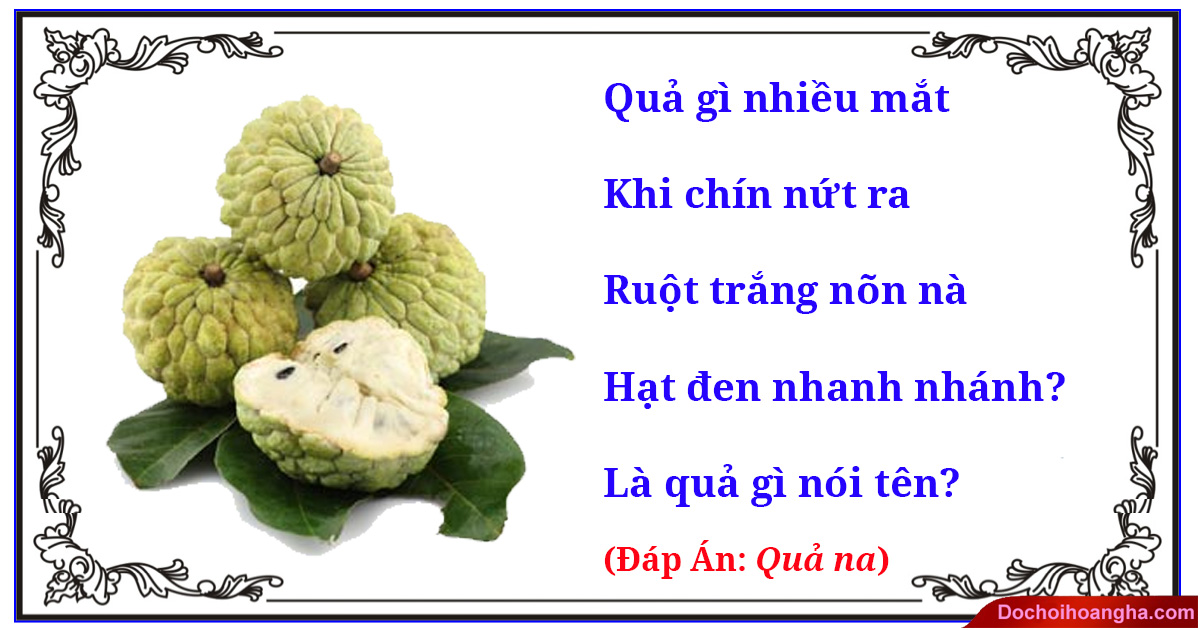 Quả gì nhiều mắt
Khi chín nứt ra
Ruột trắng nõn nà
Hạt đen nhanh nhánh?
Là quả gì nói tên?
(Đáp Án: Quả na)
Dochoihoangha.com